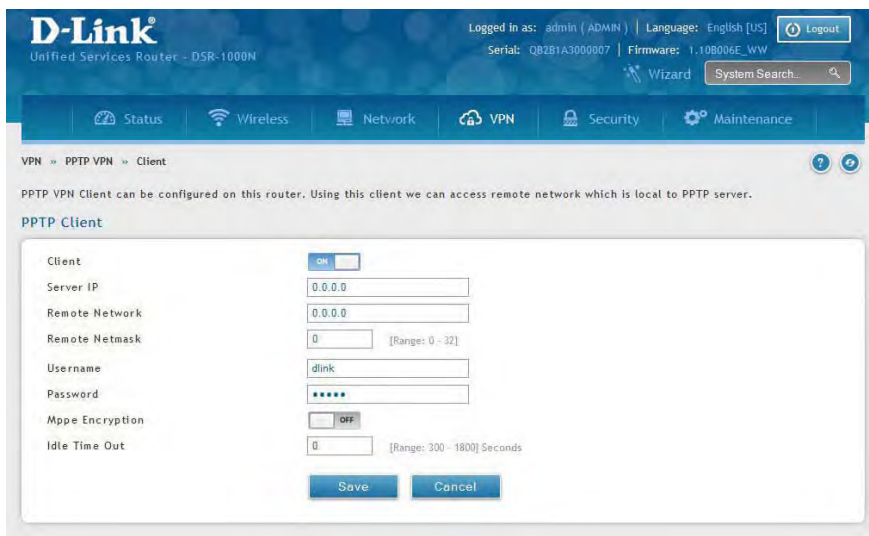 D-Link®
Unified Services Router - DSR-1000N
Logged in as: admin ( ADMIN ) | Language: English [US]
Logout
Serial: QB2B1A3000007 | Firmware: 1.10B006E_WW
Wizard
System Search...
Status
Wireless
Network
VPN
Security
Maintenance
VPN » PPTP VPN » Client
?
PPTP VPN Client can be configured on this router. Using this client we can access remote network which is local to PPTP server.
PPTP Client
Client ON
Server IP 0.0.0.0
Remote Network 0.0.0.0
Remote Netmask 0 [Range: 0 - 32]
Username dlink
Password •••••
Mppe Encryption OFF
Idle Time Out 0 [Range: 300 - 1800] Seconds
Save
Cancel